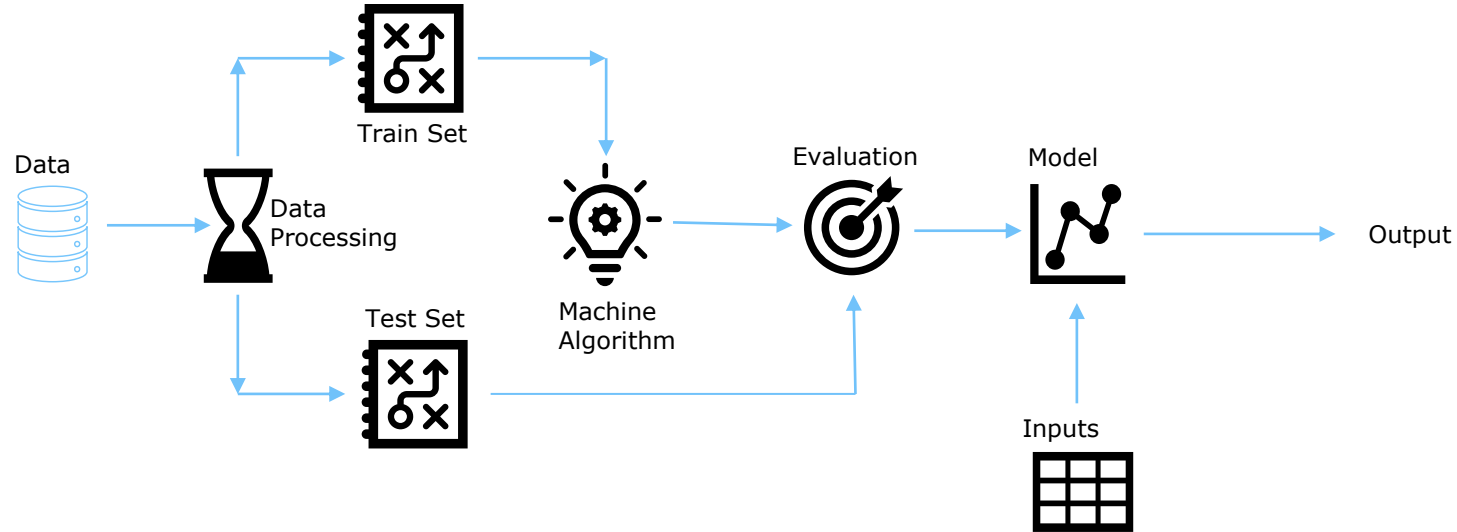 Data
Data
Processing
Train Set
Test Set
Machine
Algorithm
Evaluation
Model
Inputs
Output